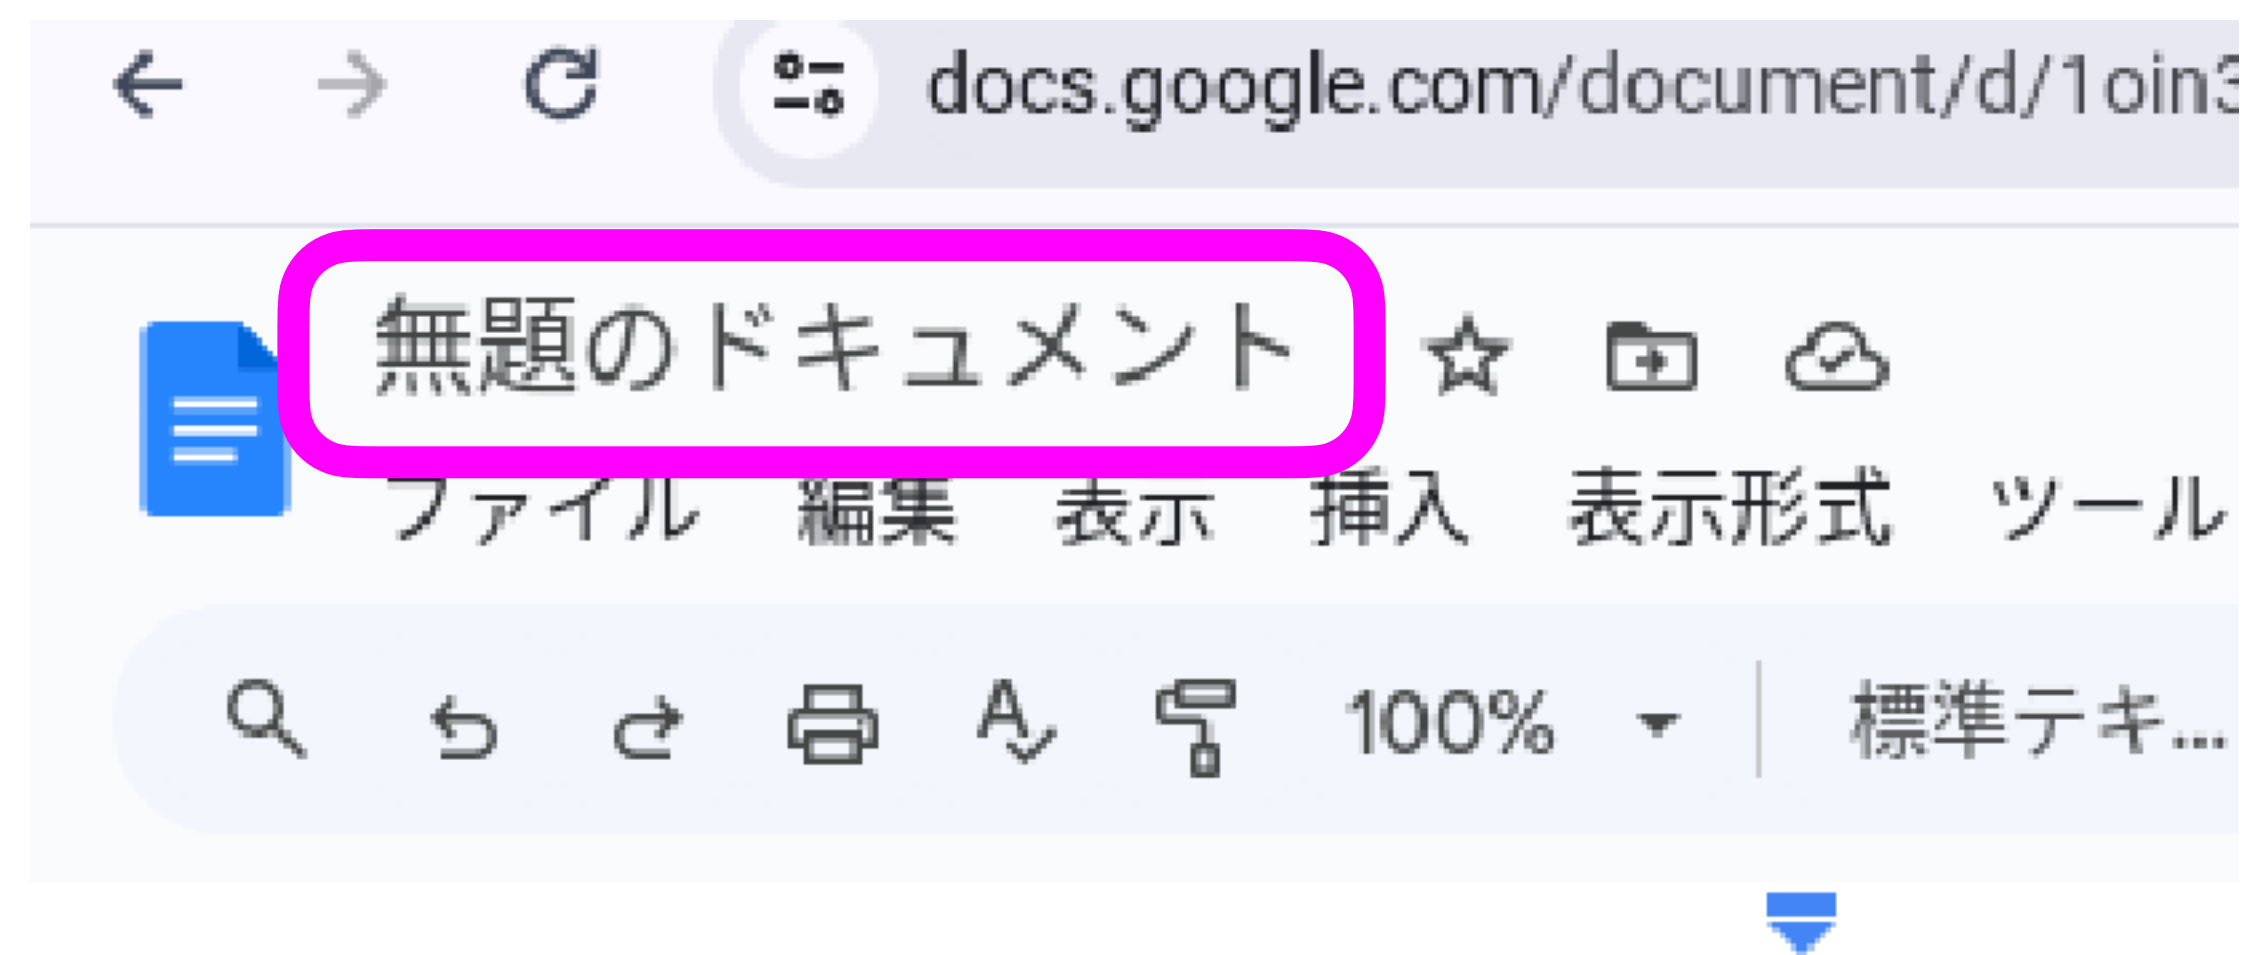 docs.google.com/document/d/1oin3
無題のドキュメント
ファイル 編集 表示 挿入 表示形式 ツール
100% 標準テキ...